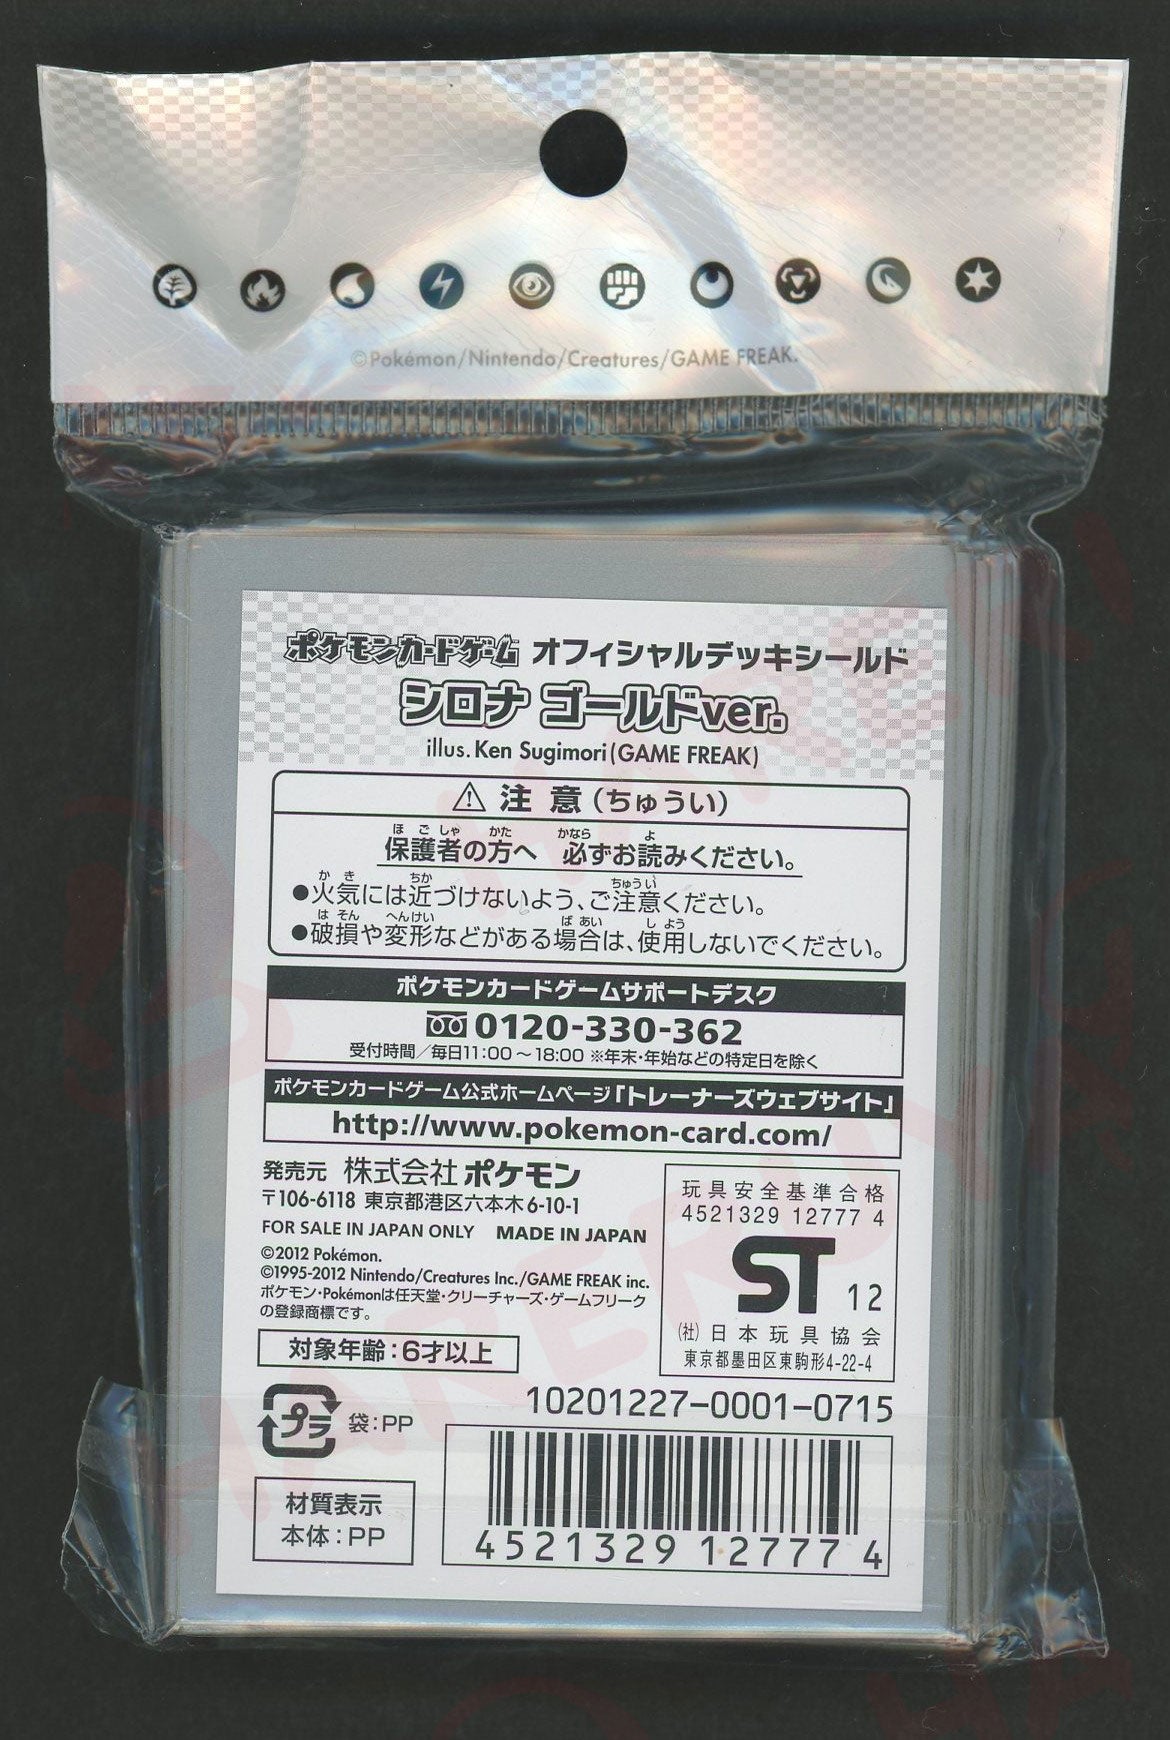 ©Pokémon/Nintendo/Creatures/GAME FREAK.
ポケモンカードゲーム オフィシャルデッキシールド
シロナ ゴールドver.
illus. Ken Sugimori (GAME FREAK)
⚠ 注意(ちゅうい)
ほごしゃ かた かなら よ
保護者の方へ 必ずお読みください。
かき ちか ちゅうい
●火気には近づけないよう、ご注意ください。
はそん へんけい ばあい しよう
●破損や変形などがある場合は、使用しないでください。
ポケモンカードゲームサポートデスク
0120-330-362
受付時間/毎日11:00~18:00 ※年末・年始などの特定日を除く
ポケモンカードゲーム公式ホームページ「トレーナーズウェブサイト」
http://www.pokemon-card.com/
発売元 株式会社 ポケモン
〒106-6118 東京都港区六本木6-10-1
FOR SALE IN JAPAN ONLY MADE IN JAPAN
©2012 Pokémon.
©1995-2012 Nintendo/Creatures Inc./GAME FREAK inc.
ポケモン・Pokémonは任天堂・クリーチャーズ・ゲームフリーク
の登録商標です。
対象年齢:6才以上
玩具安全基準合格
4521329 12777 4
ST 12
(社)日本玩具協会
東京都墨田区東駒形4-22-4
プラ 袋:PP
材質表示
本体:PP
10201227-0001-0715
4 521329 127774
HARERUYA